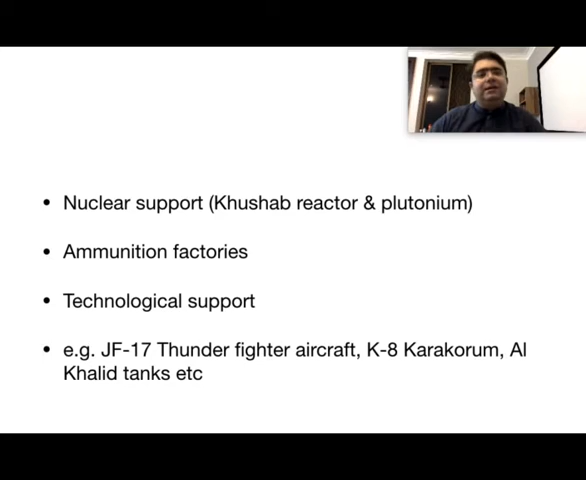 • Nuclear support (Khushab reactor & plutonium)
• Ammunition factories
• Technological support
• e.g. JF-17 Thunder fighter aircraft, K-8 Karakorum, Al
Khalid tanks etc